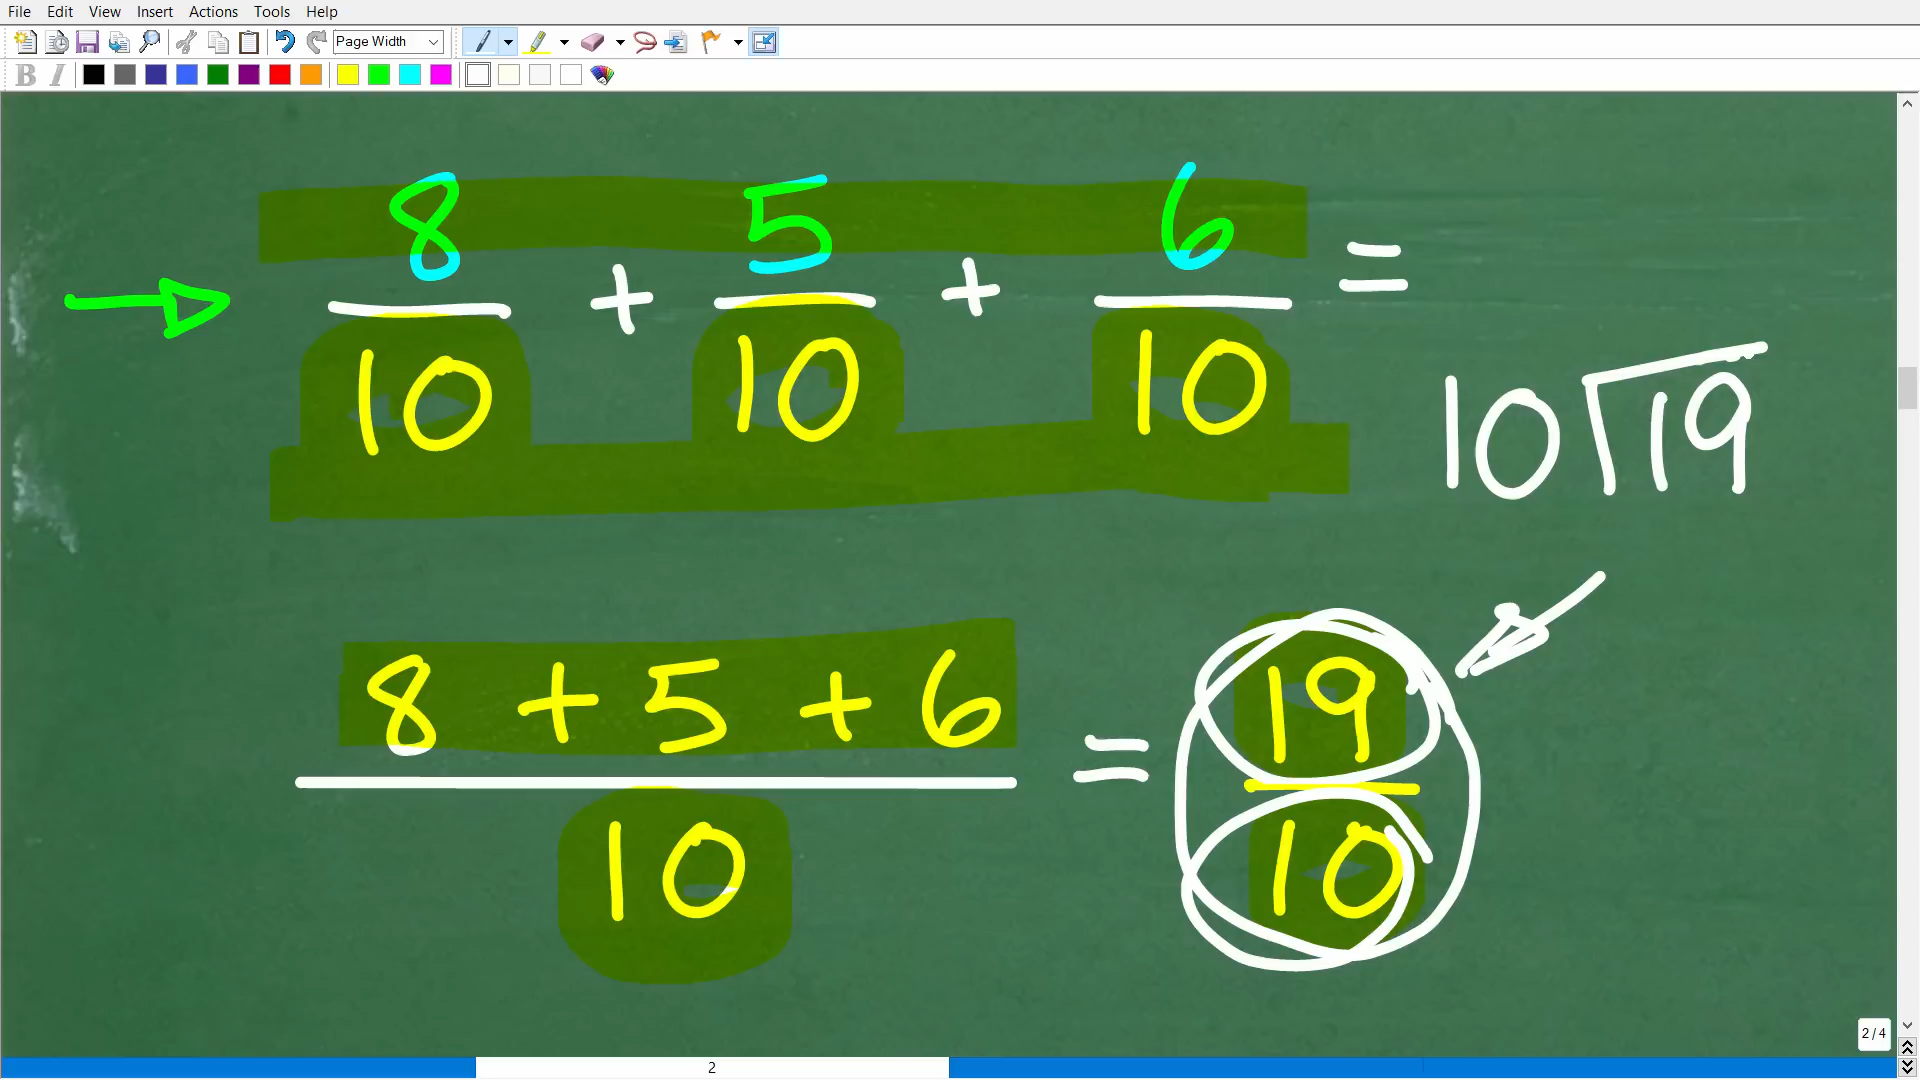 File Edit View Insert Actions Tools Help
Page Width
B I
8/10 + 5/10 + 6/10 =
10√19
8 + 5 + 6 / 10 = 19/10
2 / 4
2